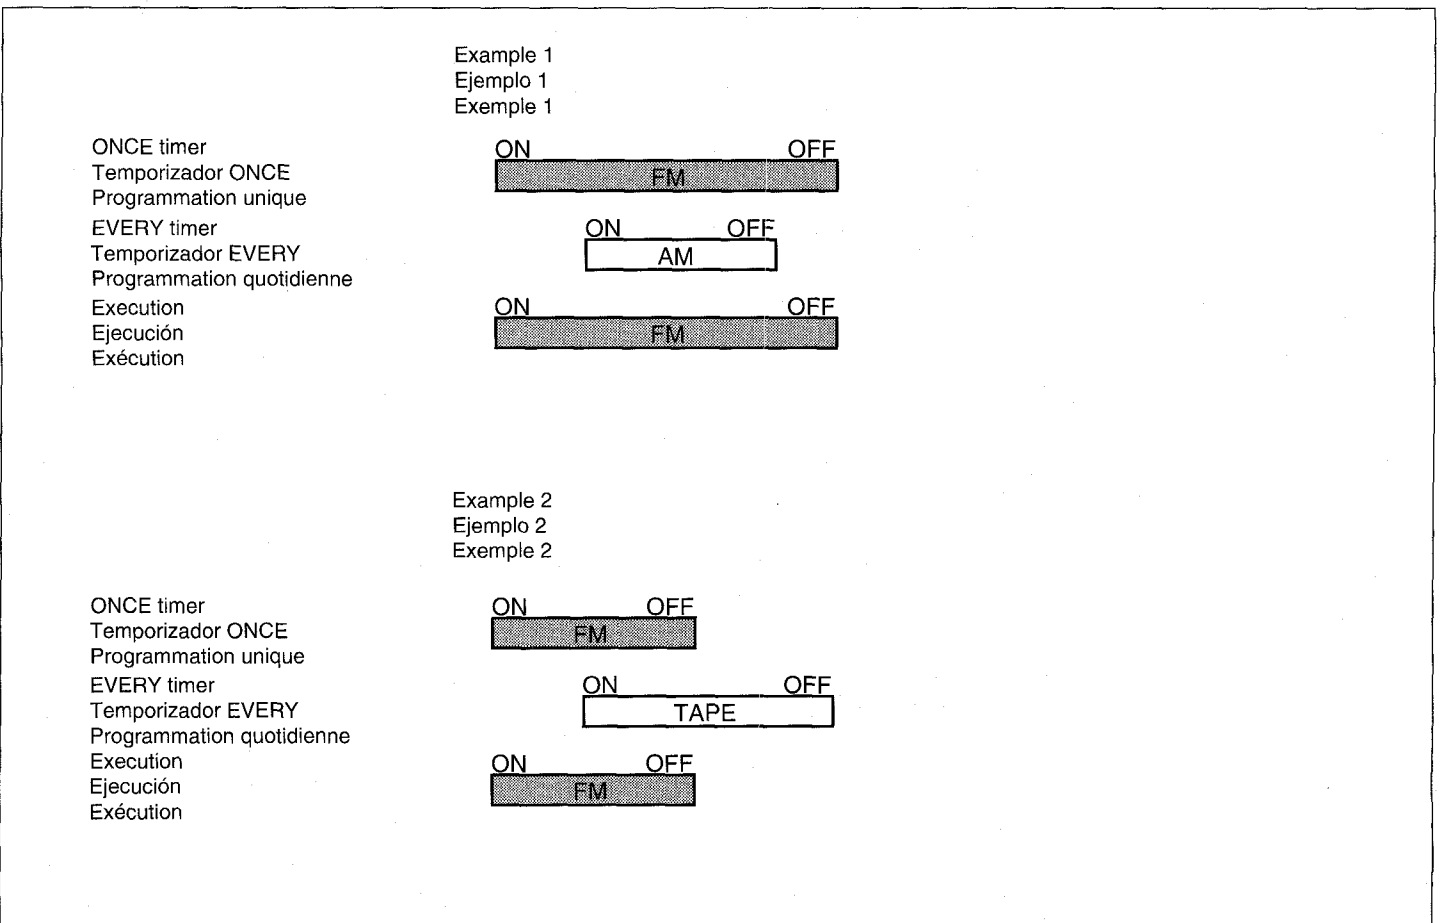 Example 1
Ejemplo 1
Exemple 1
ONCE timer
Temporizador ONCE
Programmation unique
ON OFF
FM
EVERY timer
Temporizador EVERY
Programmation quotidienne
ON OFF
AM
Execution
Ejecución
Exécution
ON OFF
FM
Example 2
Ejemplo 2
Exemple 2
ONCE timer
Temporizador ONCE
Programmation unique
ON OFF
FM
EVERY timer
Temporizador EVERY
Programmation quotidienne
ON OFF
TAPE
Execution
Ejecución
Exécution
ON OFF
FM